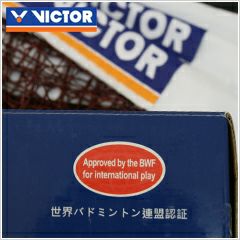 VICTOR
VICTOR
VICTOR
Approved by the BWF
for international play
世界バドミントン連盟認証